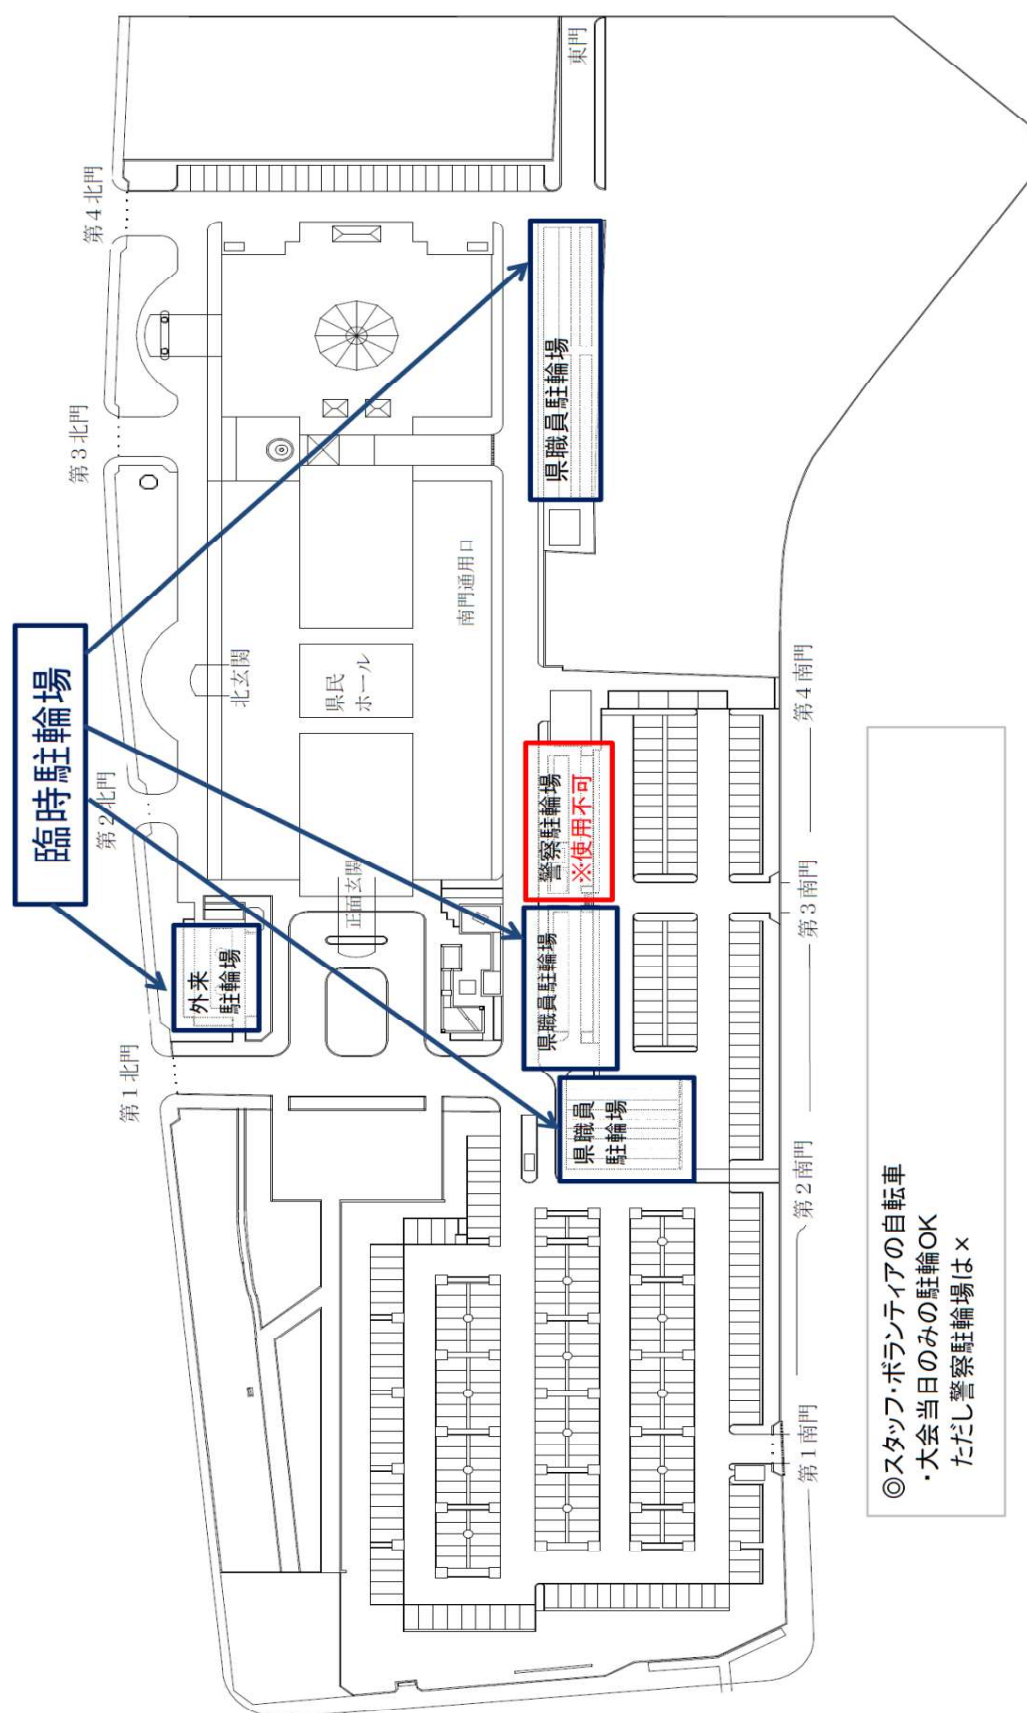 臨時駐輪場
第１北門
第２北門
第３北門
第４北門
東門
外来
駐輪場
正面玄関
北玄関
県民
ホール
南門通用口
県職員
駐輪場
県職員駐輪場
警察駐輪場
※使用不可
県職員駐輪場
第１南門
第２南門
第３南門
第４南門
◎スタッフ・ボランティアの自転車
・大会当日のみの駐輪OK
ただし警察駐輪場は×